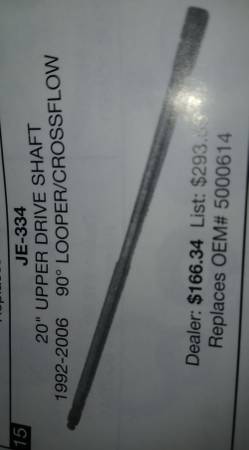 15
JE-334
20" UPPER DRIVE SHAFT
1992-2006 90° LOOPER/CROSSFLOW
Dealer: $166.34 List:
Replaces OEM# 5000614